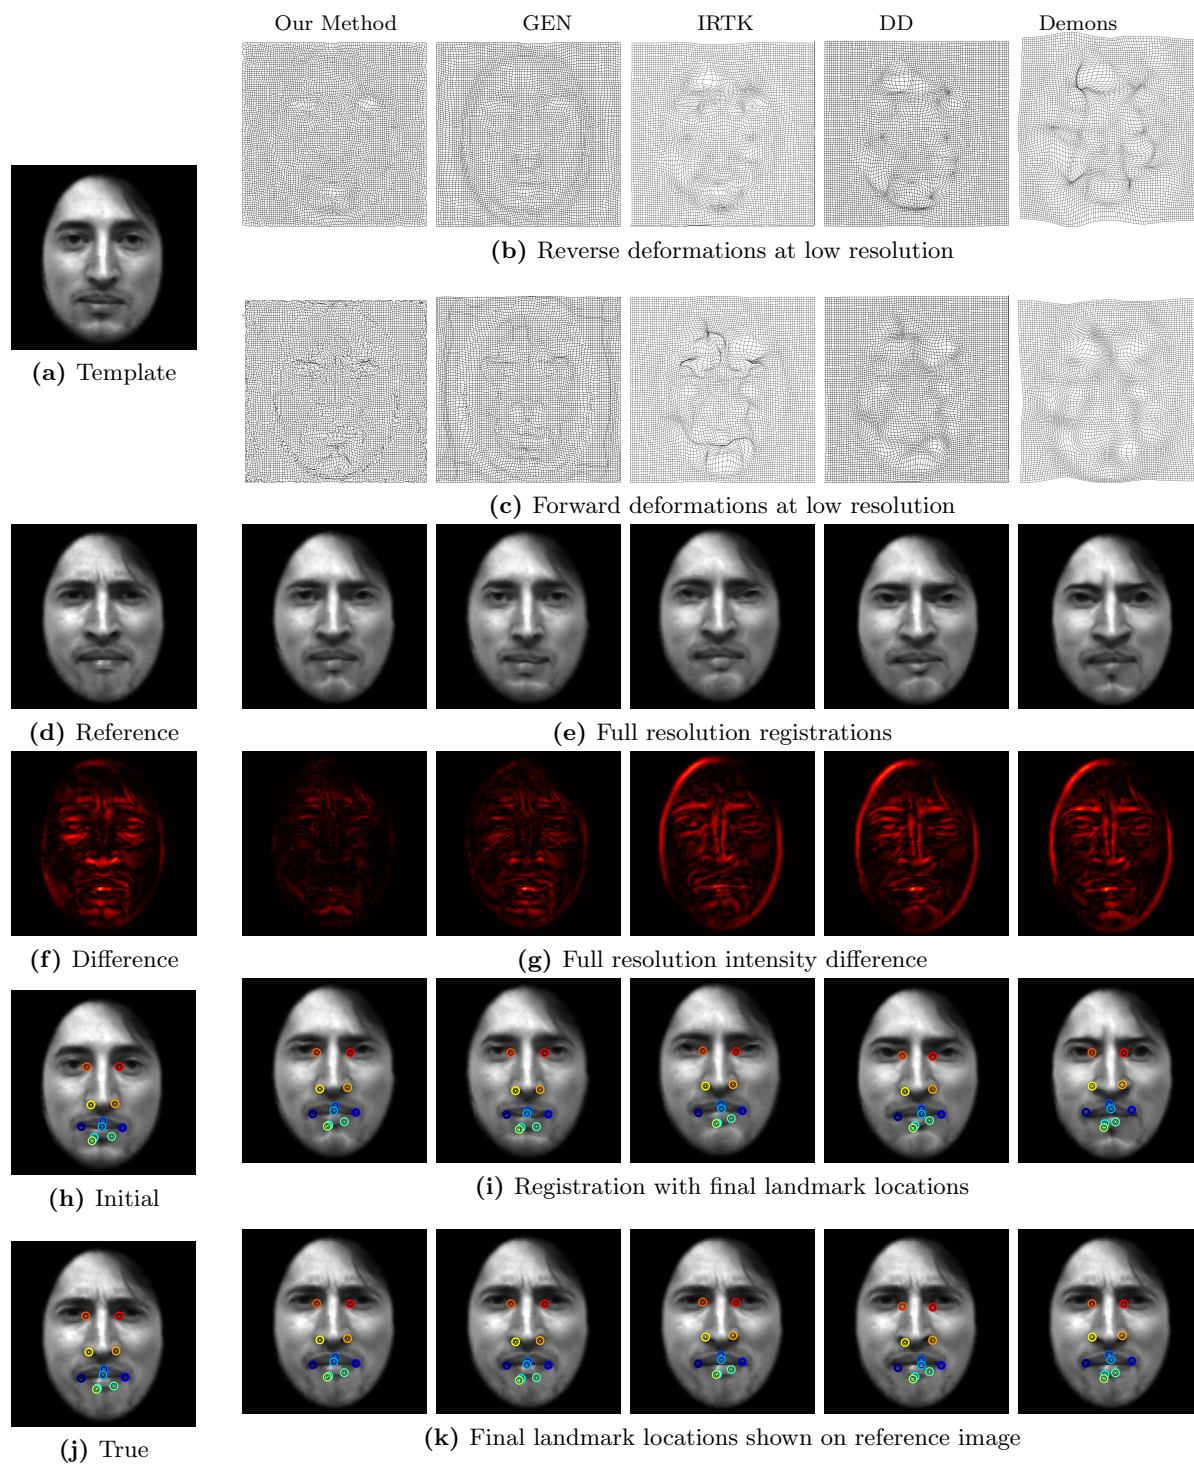 Our Method GEN IRTK DD Demons
(b) Reverse deformations at low resolution
(a) Template
(c) Forward deformations at low resolution
(d) Reference
(e) Full resolution registrations
(f) Difference
(g) Full resolution intensity difference
(h) Initial
(i) Registration with final landmark locations
(j) True
(k) Final landmark locations shown on reference image